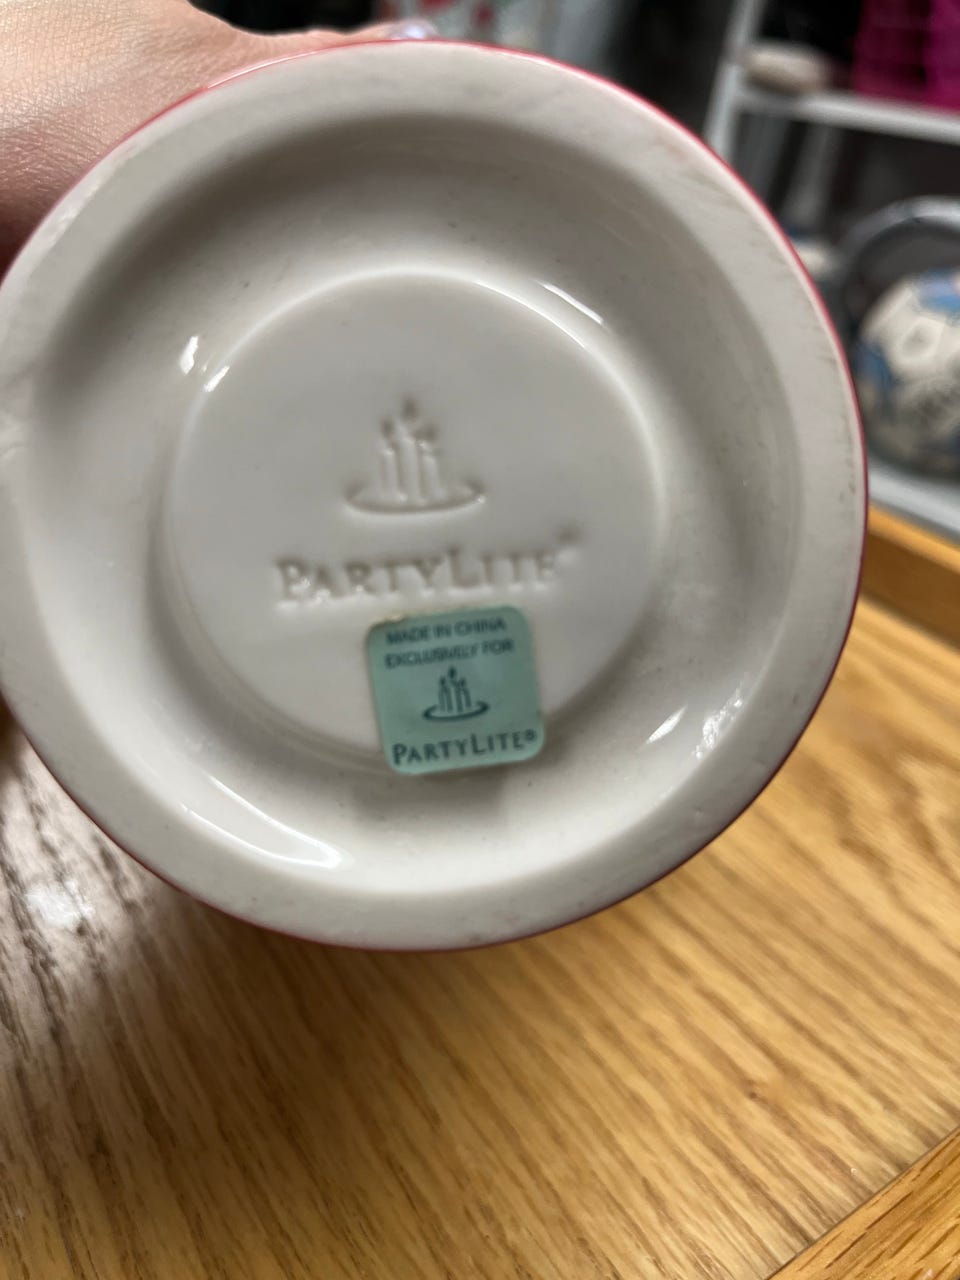 PARTYLITE
MADE IN CHINA
EXCLUSIVELY FOR
PARTYLITE®